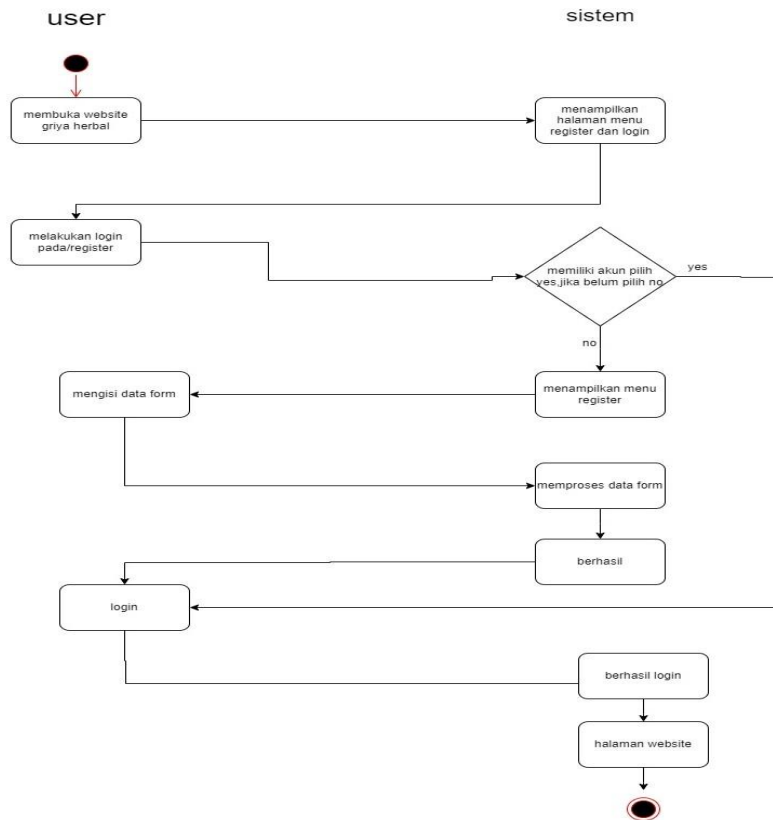 user
sistem
membuka website
griya herbal
menampilkan
halaman menu
register dan login
melakukan login
pada/register
memiliki akun pilih
yes,jika belum pilih no
yes
no
mengisi data form
menampilkan menu
register
memproses data form
berhasil
login
berhasil login
halaman website